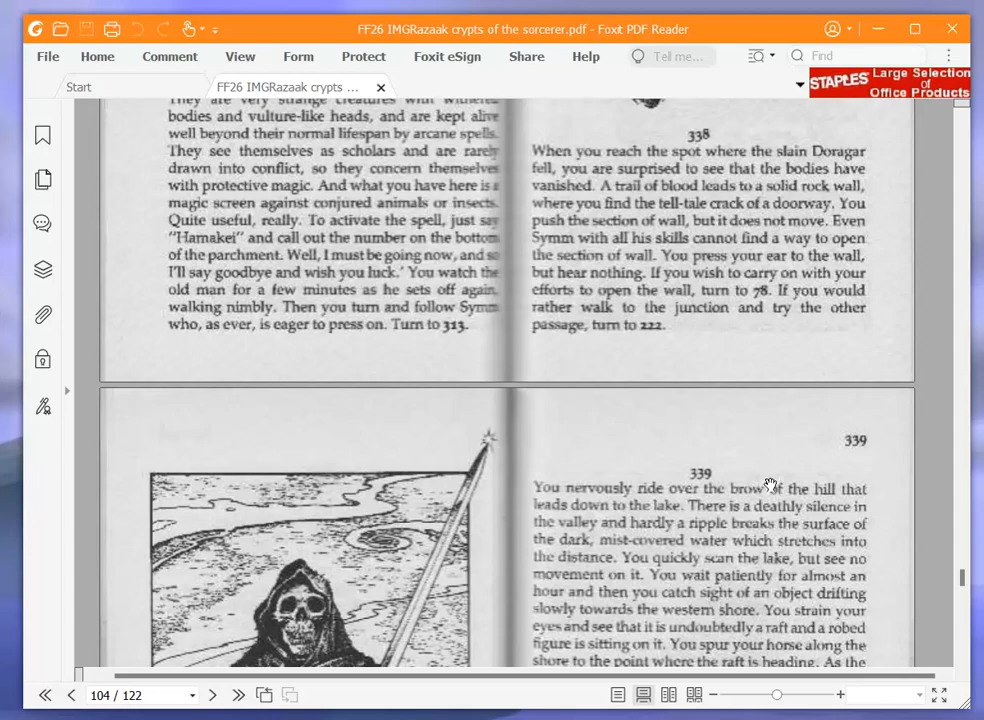 FF26 IMGRazaak crypts of the sorcerer.pdf - Foxit PDF Reader
File Home Comment View Form Protect Foxit eSign Share Help Tell me... Find
Start FF26 IMGRazaak crypts ...
STAPLES Large Selection
of
Office Products
They are very strange creatures with withered
bodies and vulture-like heads, and are kept alive
well beyond their normal lifespan by arcane spells.
They see themselves as scholars and are rarely
drawn into conflict, so they concern themselves
with protective magic. And what you have here is a
magic screen against conjured animals or insects.
Quite useful, really. To activate the spell, just say
"Hamakei" and call out the number on the bottom
of the parchment. Well, I must be going now, and so
I'll say goodbye and wish you luck.' You watch the
old man for a few minutes as he sets off again,
walking nimbly. Then you turn and follow Symm
who, as ever, is eager to press on. Turn to 313.
338
When you reach the spot where the slain Doragar
fell, you are surprised to see that the bodies have
vanished. A trail of blood leads to a solid rock wall,
where you find the tell-tale crack of a doorway. You
push the section of wall, but it does not move. Even
Symm with all his skills cannot find a way to open
the section of wall. You press your ear to the wall,
but hear nothing. If you wish to carry on with your
efforts to open the wall, turn to 78. If you would
rather walk to the junction and try the other
passage, turn to 222.
339
339
You nervously ride over the brow of the hill that
leads down to the lake. There is a deathly silence in
the valley and hardly a ripple breaks the surface of
the dark, mist-covered water which stretches into
the distance. You quickly scan the lake, but see no
movement on it. You wait patiently for almost an
hour and then you catch sight of an object drifting
slowly towards the western shore. You strain your
eyes and see that it is undoubtedly a raft and a robed
figure is sitting on it. You spur your horse along the
shore to the point where the raft is heading. As the
104 / 122